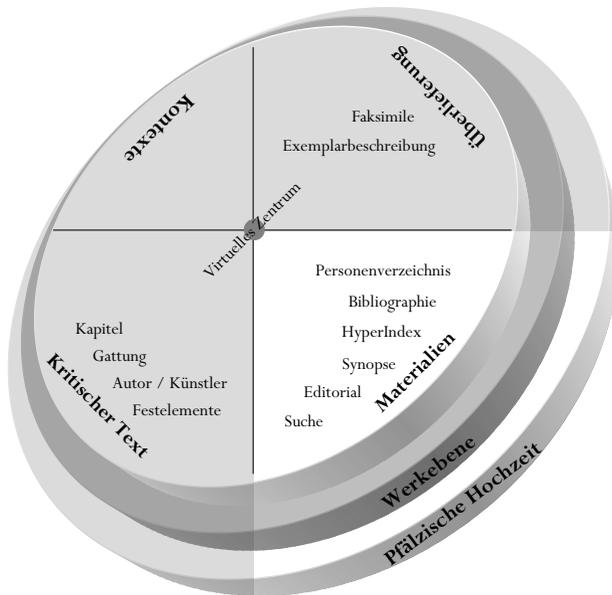 Kontexte
Überlieferung
Faksimile
Exemplarbeschreibung
Virtuelles Zentrum
Personenverzeichnis
Bibliographie
HyperIndex
Synopse
Editorial
Suche
Materialien
Kapitel
Gattung
Autor / Künstler
Festelemente
Kritischer Text
Werkebene
Pfälzische Hochzeit